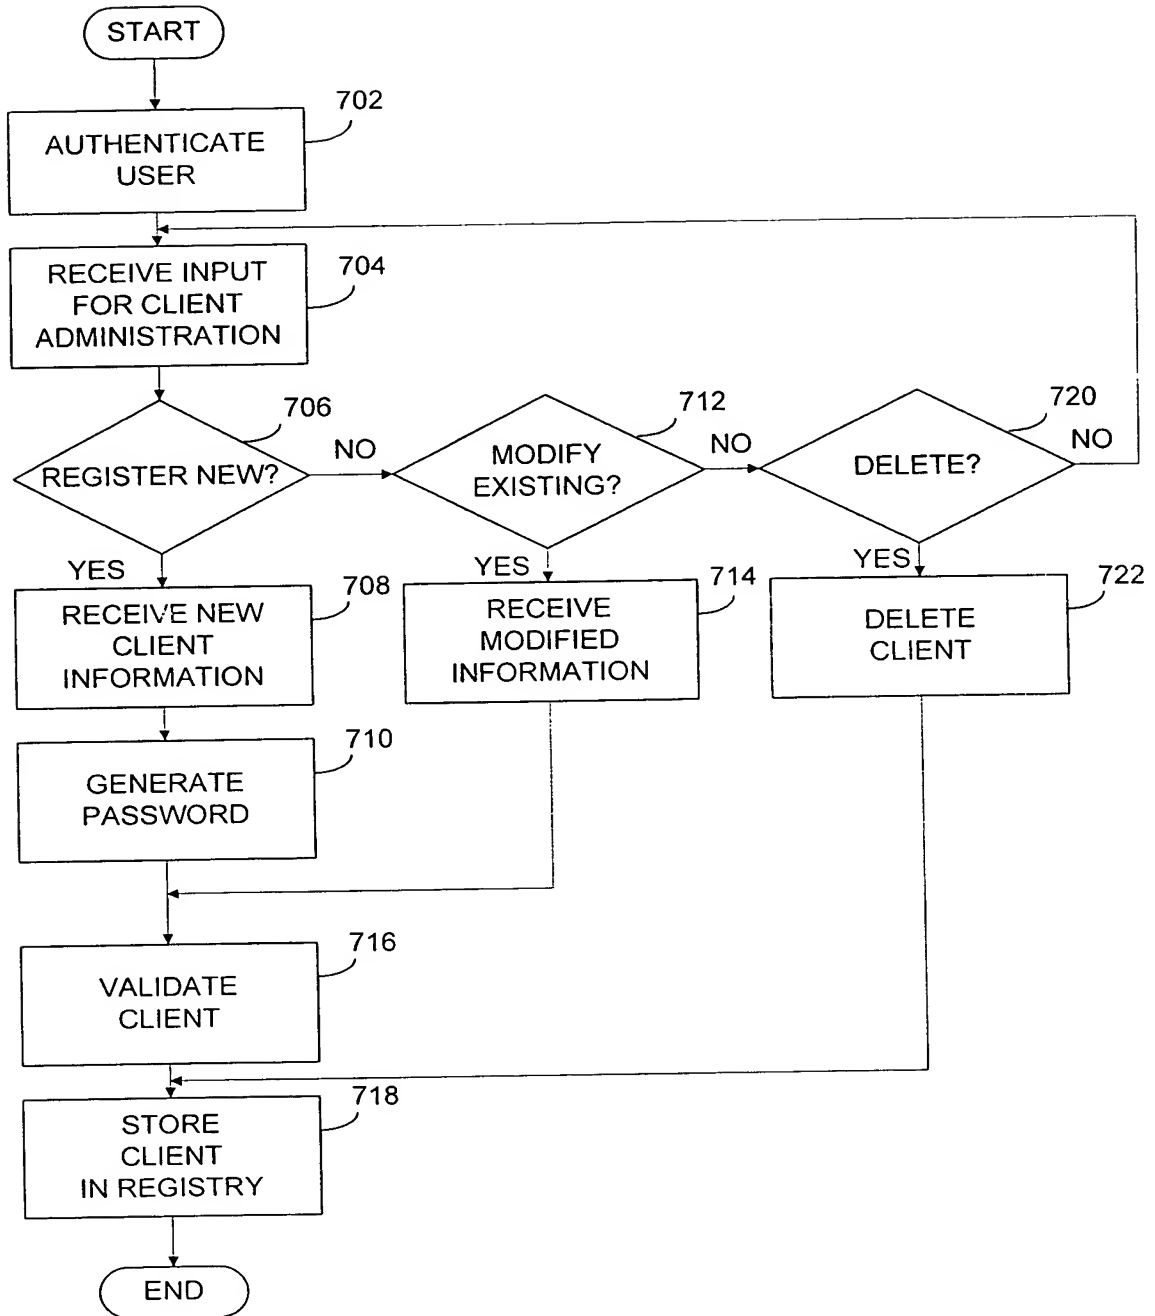 START
702
AUTHENTICATE
USER
704
RECEIVE INPUT
FOR CLIENT
ADMINISTRATION
706
REGISTER NEW?
NO
712
MODIFY
EXISTING?
NO
720
DELETE?
NO
YES
708
RECEIVE NEW
CLIENT
INFORMATION
YES
714
RECEIVE
MODIFIED
INFORMATION
YES
722
DELETE
CLIENT
710
GENERATE
PASSWORD
716
VALIDATE
CLIENT
718
STORE
CLIENT
IN REGISTRY
END